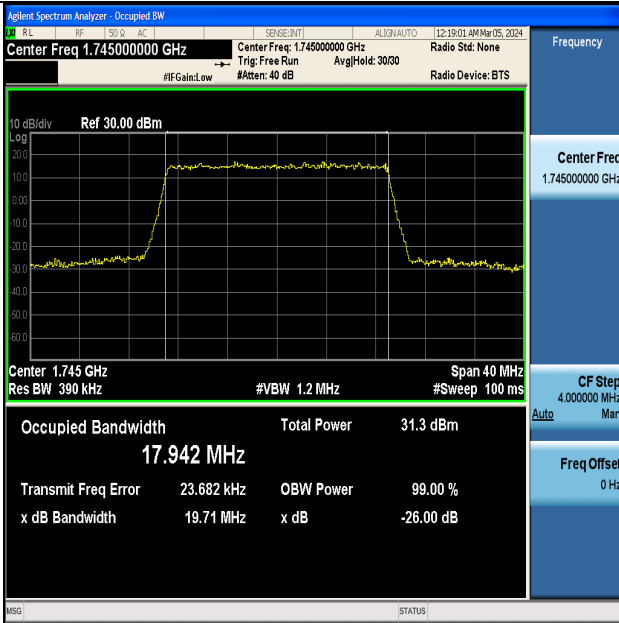 Agilent Spectrum Analyzer - Occupied BW
LXI RL RF 50 Ω AC SENSE:INT ALIGN AUTO 12:19:01 AM Mar 05, 2024
Center Freq 1.745000000 GHz Center Freq: 1.745000000 GHz Radio Std: None Frequency
Trig: Free Run Avg|Hold: 30/30
#IFGain:Low #Atten: 40 dB Radio Device: BTS
10 dB/div Ref 30.00 dBm
Log
20.0
10.0
0.00
-10.0
-20.0
-30.0
-40.0
-50.0
-60.0
Center 1.745 GHz Span 40 MHz
Res BW 390 kHz #VBW 1.2 MHz #Sweep 100 ms
Occupied Bandwidth Total Power 31.3 dBm
17.942 MHz
Transmit Freq Error 23.682 kHz OBW Power 99.00 %
x dB Bandwidth 19.71 MHz x dB -26.00 dB
Center Freq
1.745000000 GHz
CF Step
4.000000 MHz
Auto Man
Freq Offset
0 Hz
MSG STATUS